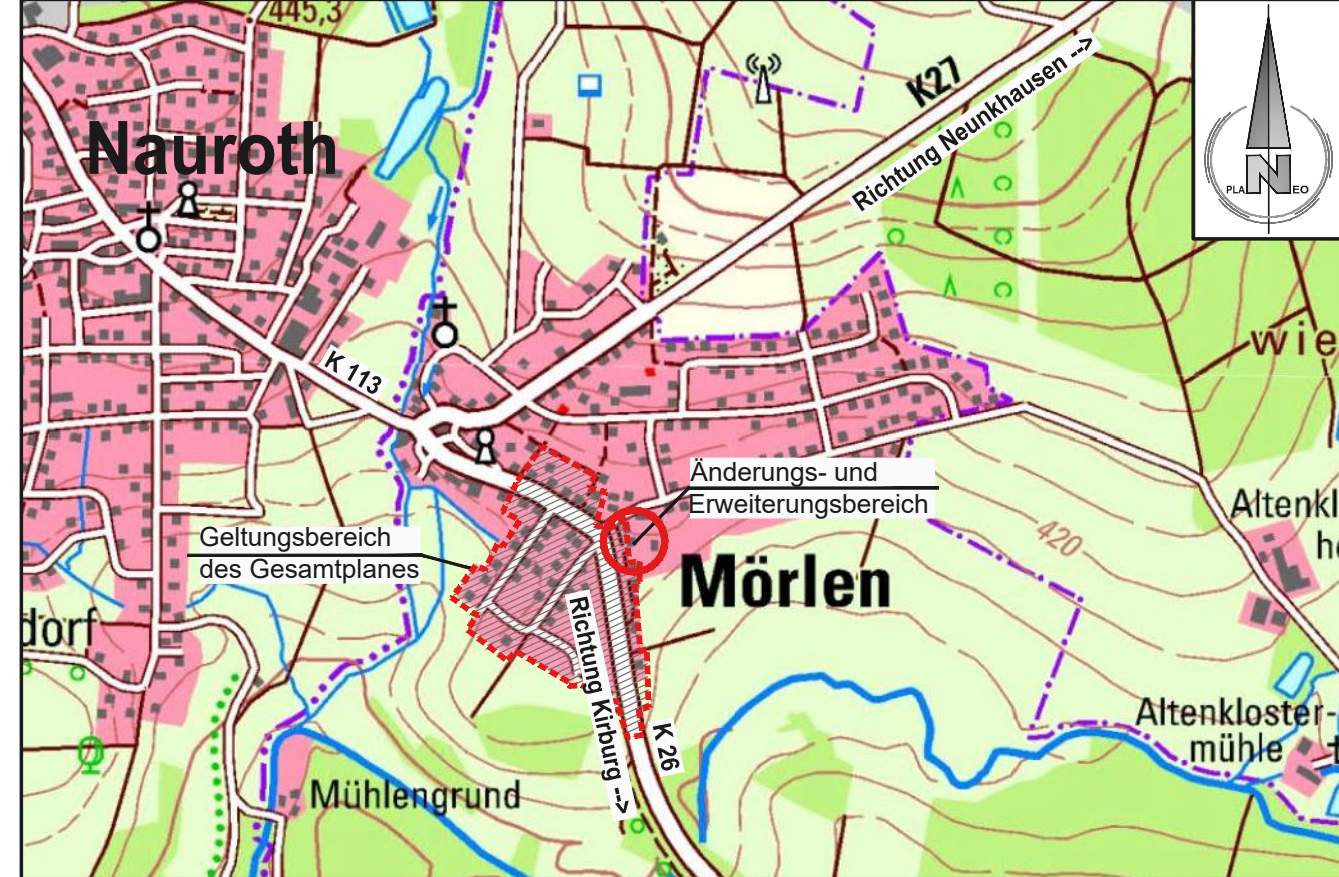 445,3
Nauroth
K27
Richtung Neunkhausen -->
PLA N EO
wie
K 113
Änderungs- und
Erweiterungsbereich
Altenkl
Geltungsbereich
des Gesamtplanes
420
Mörlen
dorf
Richtung Kirburg -->
K 26
Altenkloster-
mühle
Mühlengrund